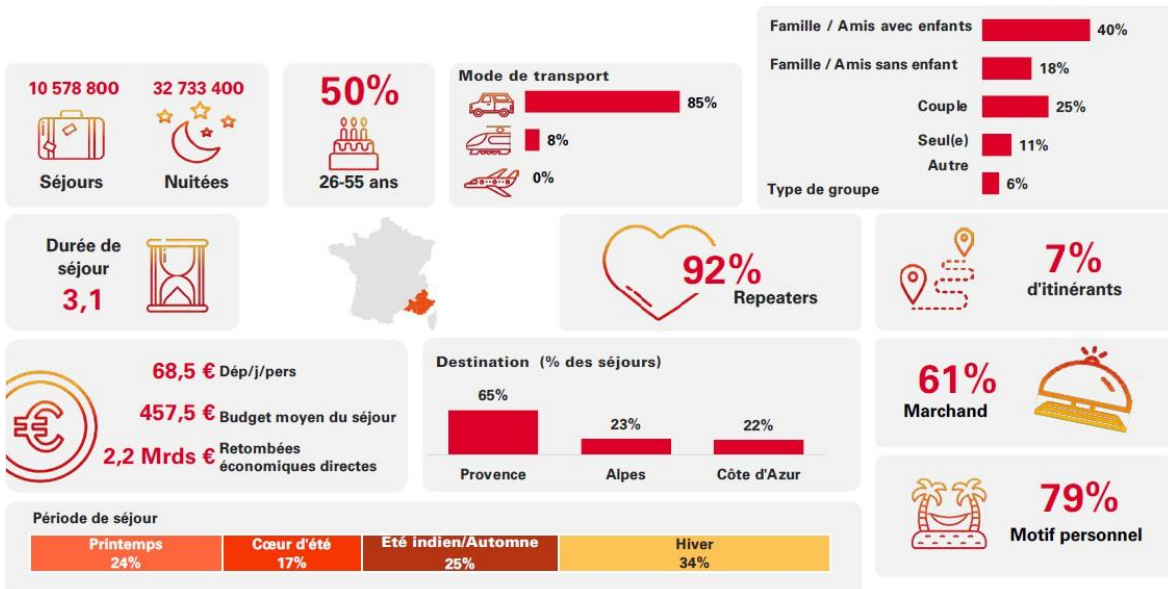 10 578 800
32 733 400
Séjours
Nuitées
50%
26-55 ans
Mode de transport
85%
8%
0%
Famille / Amis avec enfants
40%
Famille / Amis sans enfant
18%
Couple
25%
Seul(e)
11%
Autre
6%
Type de groupe
Durée de
séjour
3,1
92%
Repeaters
7%
d'itinérants
68,5 € Dép/j/pers
457,5 € Budget moyen du séjour
2,2 Mrds € Retombées
économiques directes
Destination (% des séjours)
65%
23%
22%
Provence
Alpes
Côte d'Azur
61%
Marchand
79%
Motif personnel
Période de séjour
Printemps
24%
Cœur d'été
17%
Eté indien/Automne
25%
Hiver
34%